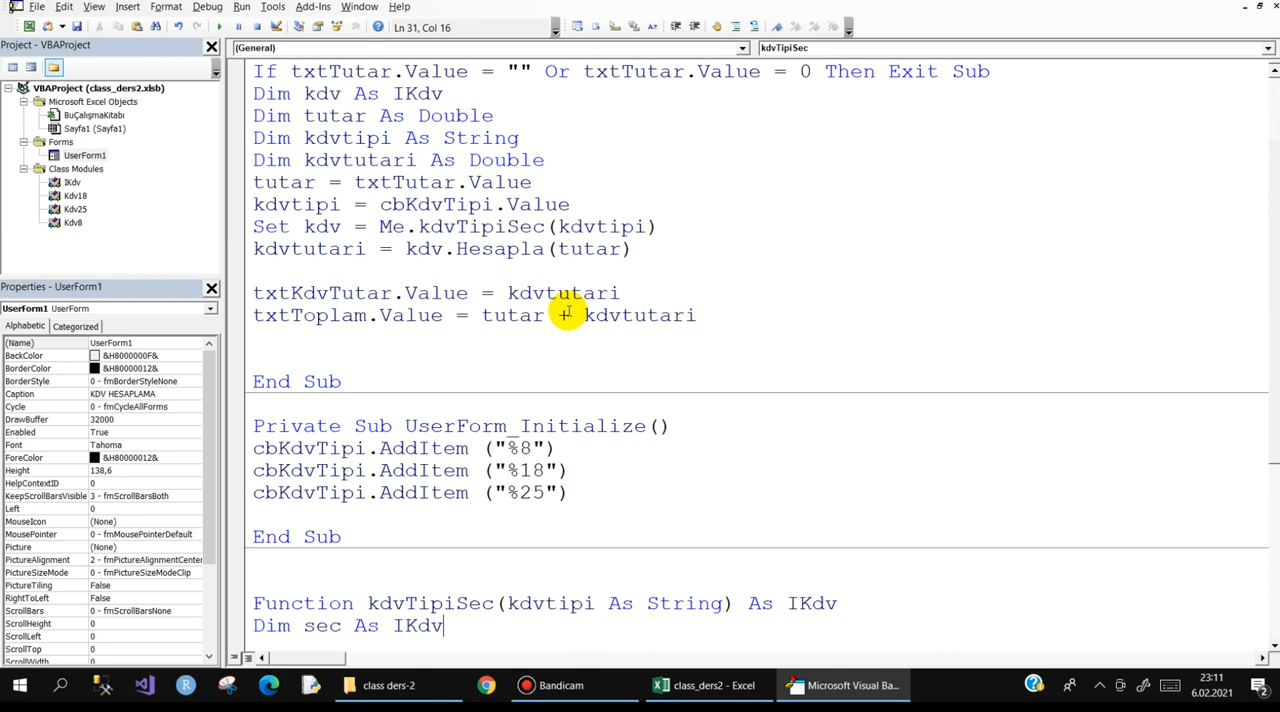 File Edit View Insert Format Debug Run Tools Add-Ins Window Help
Ln 31, Col 16
Project - VBAProject
VBAProject (class_ders2.xlsb)
Microsoft Excel Objects
BuÇalışmaKitabı
Sayfa1 (Sayfa1)
Forms
UserForm1
Class Modules
IKdv
Kdv18
Kdv25
Kdv8
Properties - UserForm1
UserForm1 UserForm
Alphabetic Categorized
(Name) UserForm1
BackColor &H8000000F&
BorderColor &H80000012&
BorderStyle 0 - fmBorderStyleNone
Caption KDV HESAPLAMA
Cycle 0 - fmCycleAllForms
DrawBuffer 32000
Enabled True
Font Tahoma
ForeColor &H80000012&
Height 138,6
HelpContextID 0
KeepScrollBarsVisible 3 - fmScrollBarsBoth
Left 0
MouseIcon (None)
MousePointer 0 - fmMousePointerDefault
Picture (None)
PictureAlignment 2 - fmPictureAlignmentCenter
PictureSizeMode 0 - fmPictureSizeModeClip
PictureTiling False
RightToLeft False
ScrollBars 0 - fmScrollBarsNone
ScrollHeight 0
ScrollLeft 0
ScrollTop 0
ScrollWidth 0
(General) kdvTipiSec
If txtTutar.Value = "" Or txtTutar.Value = 0 Then Exit Sub
Dim kdv As IKdv
Dim tutar As Double
Dim kdvtipi As String
Dim kdvtutari As Double
tutar = txtTutar.Value
kdvtipi = cbKdvTipi.Value
Set kdv = Me.kdvTipiSec(kdvtipi)
kdvtutari = kdv.Hesapla(tutar)
txtKdvTutar.Value = kdvtutari
txtToplam.Value = tutar + kdvtutari
End Sub
Private Sub UserForm_Initialize()
cbKdvTipi.AddItem ("%8")
cbKdvTipi.AddItem ("%18")
cbKdvTipi.AddItem ("%25")
End Sub
Function kdvTipiSec(kdvtipi As String) As IKdv
Dim sec As IKdv
class ders-2
Bandicam
class_ders2 - Excel
Microsoft Visual Ba...
23:11
6.02.2021
2